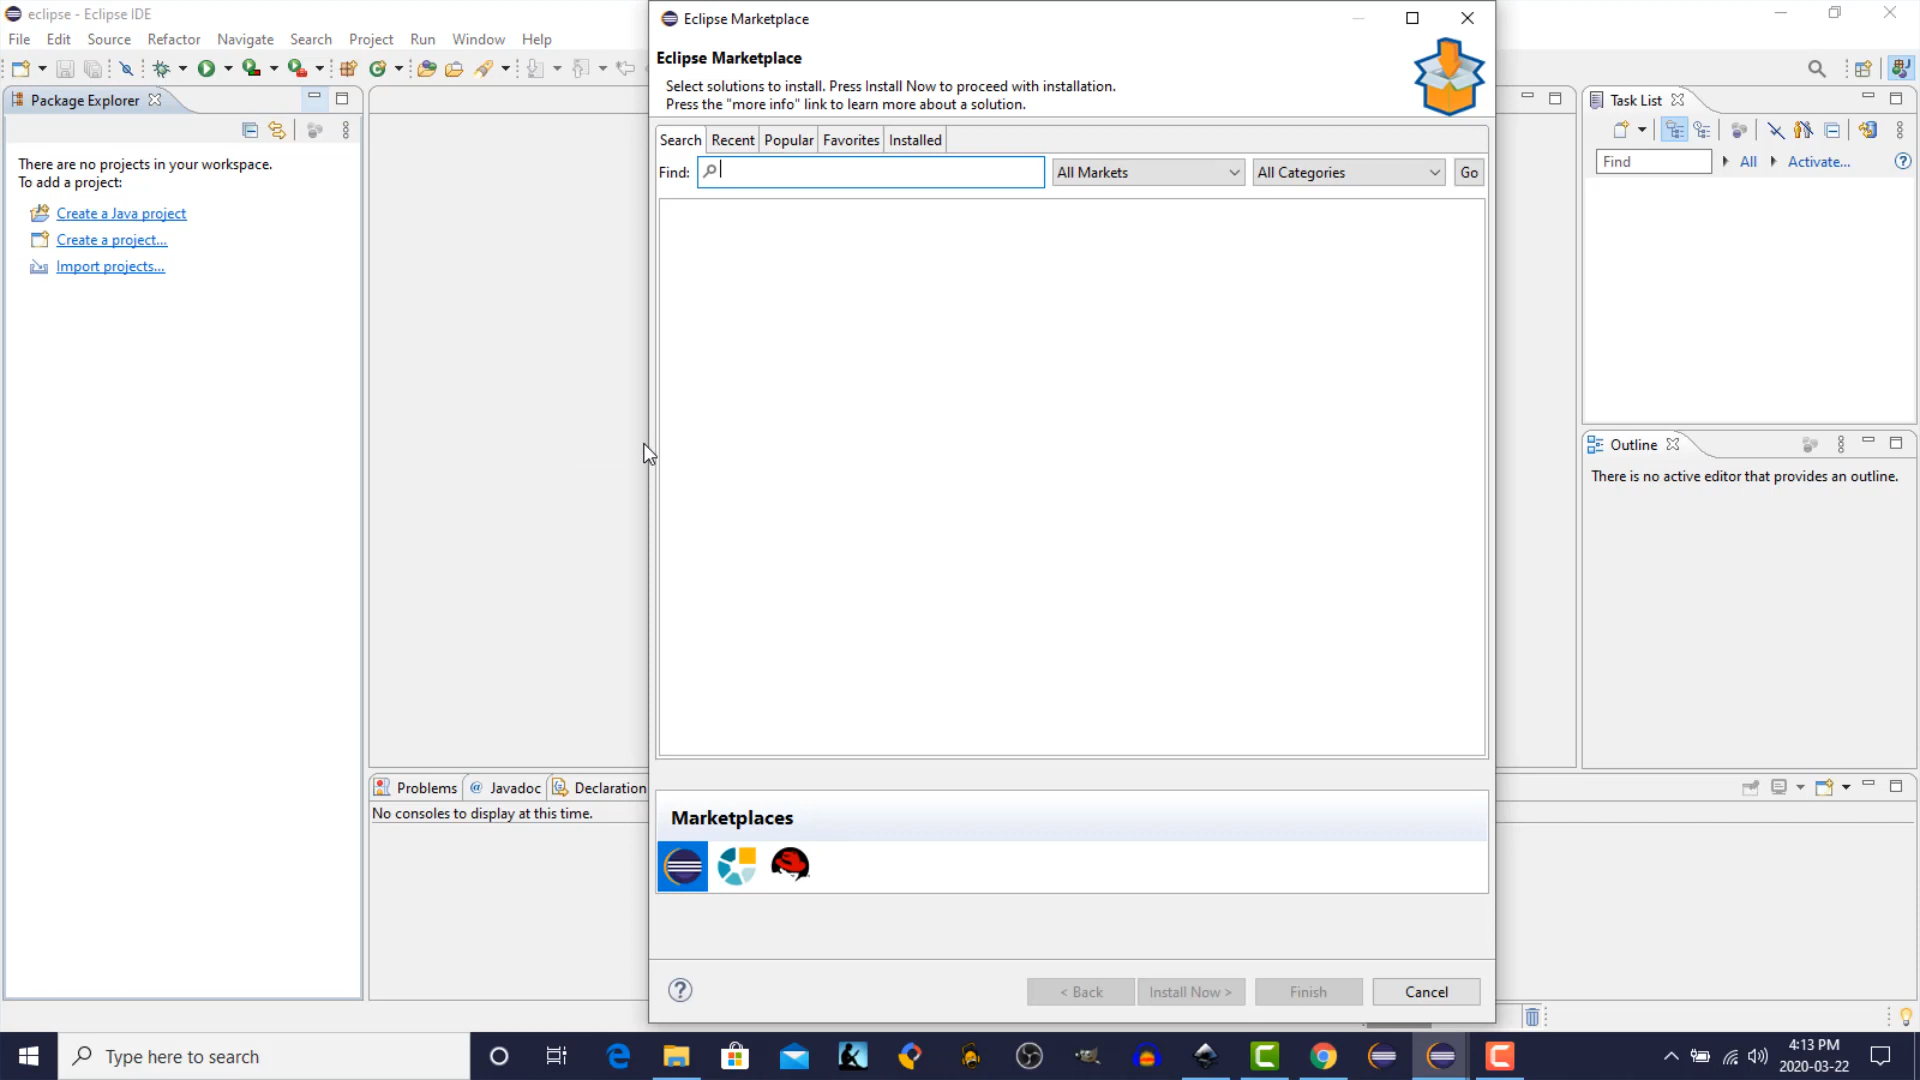 eclipse - Eclipse IDE
File Edit Source Refactor Navigate Search Project Run Window Help
Package Explorer
There are no projects in your workspace.
To add a project:
Create a Java project
Create a project...
Import projects...
Eclipse Marketplace
Eclipse Marketplace
Select solutions to install. Press Install Now to proceed with installation.
Press the "more info" link to learn more about a solution.
Search Recent Popular Favorites Installed
Find: All Markets All Categories Go
Marketplaces
< Back Install Now > Finish Cancel
Task List
Find All Activate...
Outline
There is no active editor that provides an outline.
Problems @ Javadoc Declaration
No consoles to display at this time.
Type here to search
4:13 PM
2020-03-22